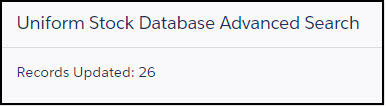 Uniform Stock Database Advanced Search
Records Updated: 26